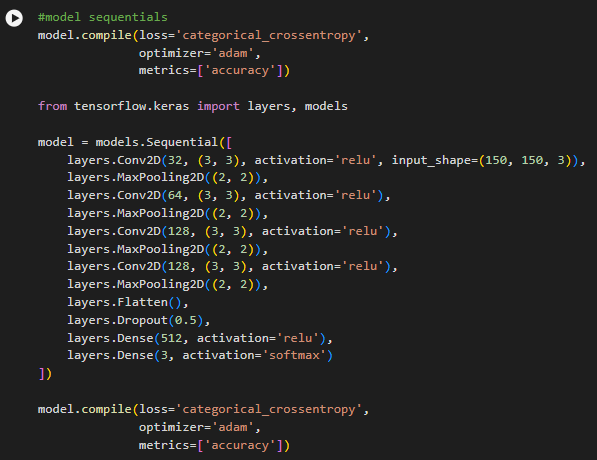 #model sequentials
model.compile(loss='categorical_crossentropy',
              optimizer='adam',
              metrics=['accuracy'])

from tensorflow.keras import layers, models

model = models.Sequential([
    layers.Conv2D(32, (3, 3), activation='relu', input_shape=(150, 150, 3)),
    layers.MaxPooling2D((2, 2)),
    layers.Conv2D(64, (3, 3), activation='relu'),
    layers.MaxPooling2D((2, 2)),
    layers.Conv2D(128, (3, 3), activation='relu'),
    layers.MaxPooling2D((2, 2)),
    layers.Conv2D(128, (3, 3), activation='relu'),
    layers.MaxPooling2D((2, 2)),
    layers.Flatten(),
    layers.Dropout(0.5),
    layers.Dense(512, activation='relu'),
    layers.Dense(3, activation='softmax')
])

model.compile(loss='categorical_crossentropy',
              optimizer='adam',
              metrics=['accuracy'])